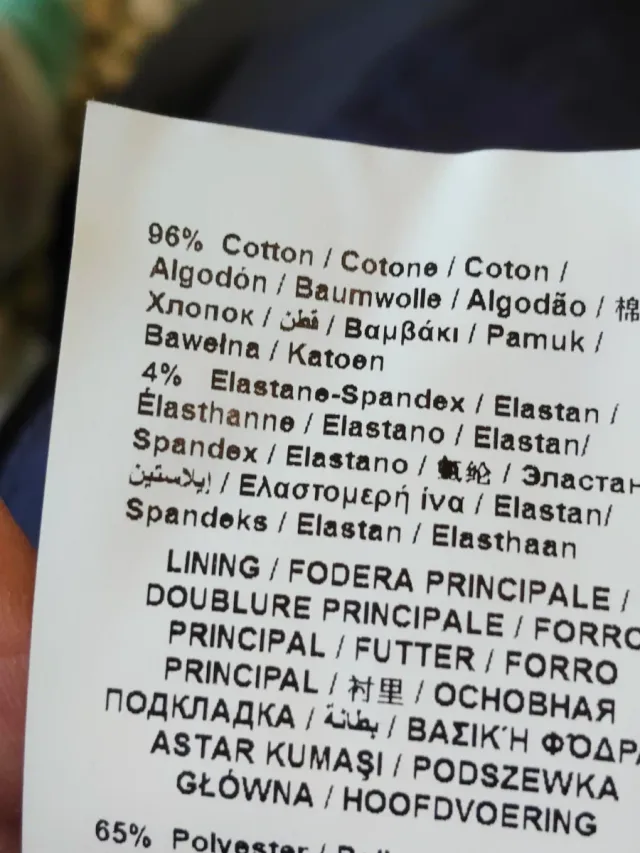 96% Cotton / Cotone / Coton /
Algodón / Baumwolle / Algodão / 棉
Хлопок / قطن / Βαμβάκι / Pamuk /
Bawełna / Katoen
4% Elastane-Spandex / Elastan /
Élasthanne / Elastano / Elastan/
Spandex / Elastano / 氨纶 / Эластан
إيلاستين / Ελαστομερή ίνα / Elastan/
Spandeks / Elastan / Elasthaan
LINING / FODERA PRINCIPALE /
DOUBLURE PRINCIPALE / FORRO
PRINCIPAL / FUTTER / FORRO
PRINCIPAL / 衬里 / ОСНОВНАЯ
ПОДКЛАДКА / بطانة / ΒΑΣΙΚΉ ΦΌΔΡΑ
ASTAR KUMAŞI / PODSZEWKA
GŁÓWNA / HOOFDVOERING
65% Polyester /